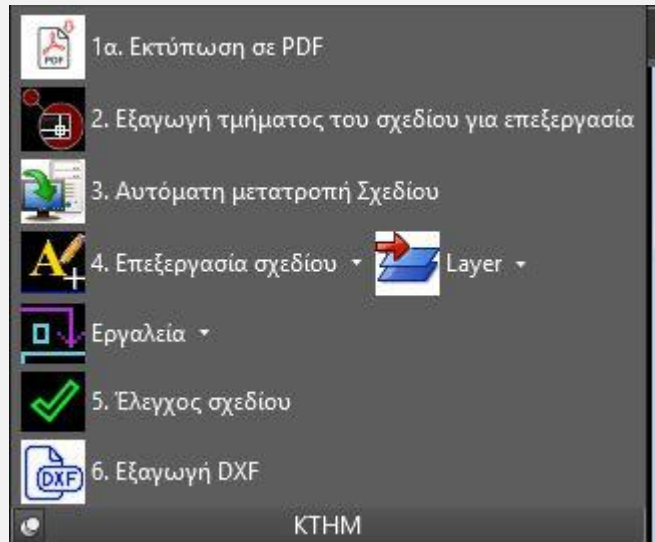 PDF
1α. Εκτύπωση σε PDF
2. Εξαγωγή τμήματος του σχεδίου για επεξεργασία
3. Αυτόματη μετατροπή Σχεδίου
A 4. Επεξεργασία σχεδίου Layer
Εργαλεία
5. Έλεγχος σχεδίου
DXF 6. Εξαγωγή DXF
ΚΤΗΜ